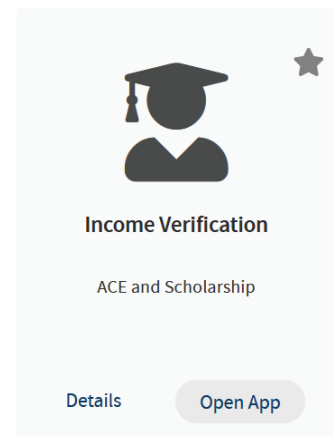 Income Verification
ACE and Scholarship
Details Open App